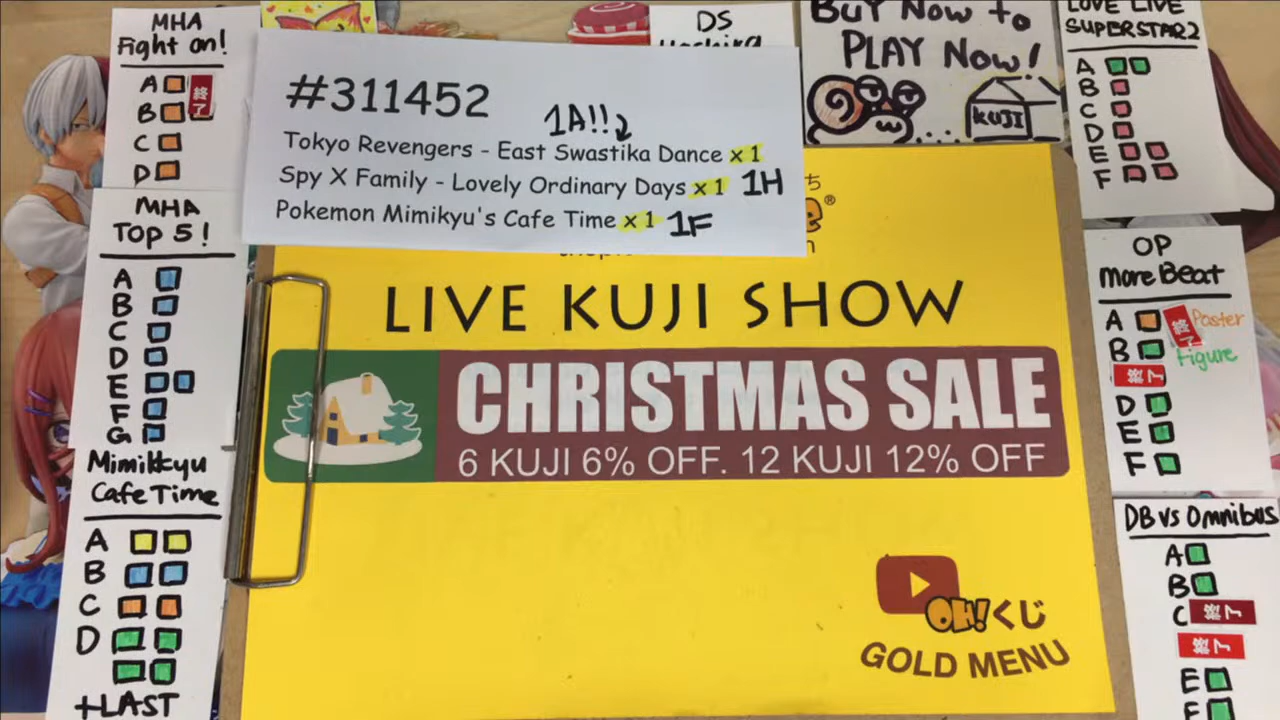 MHA
Fight on!
A
B 終了
C
D
MHA
TOP 5!
A
B
C
D
E
F
G
Mimikkyu
Cafe Time
A
B
C
D
+LAST
#311452
1A!!
Tokyo Revengers - East Swastika Dance x 1
Spy X Family - Lovely Ordinary Days x 1 1H
Pokemon Mimikyu's Cafe Time x 1 1F
DS
BUY NOW to
PLAY NOW!
KUJI
LIVE KUJI SHOW
CHRISTMAS SALE
6 KUJI 6% OFF. 12 KUJI 12% OFF
OH!くじ
GOLD MENU
LOVE LIVE
SUPERSTAR2
A
B
C
D
E
F
OP
More Beat
A 終了 Poster
B Figure
終了
D
E
F
DB vs Omnibus
A
B
C 終了
終了
E
F